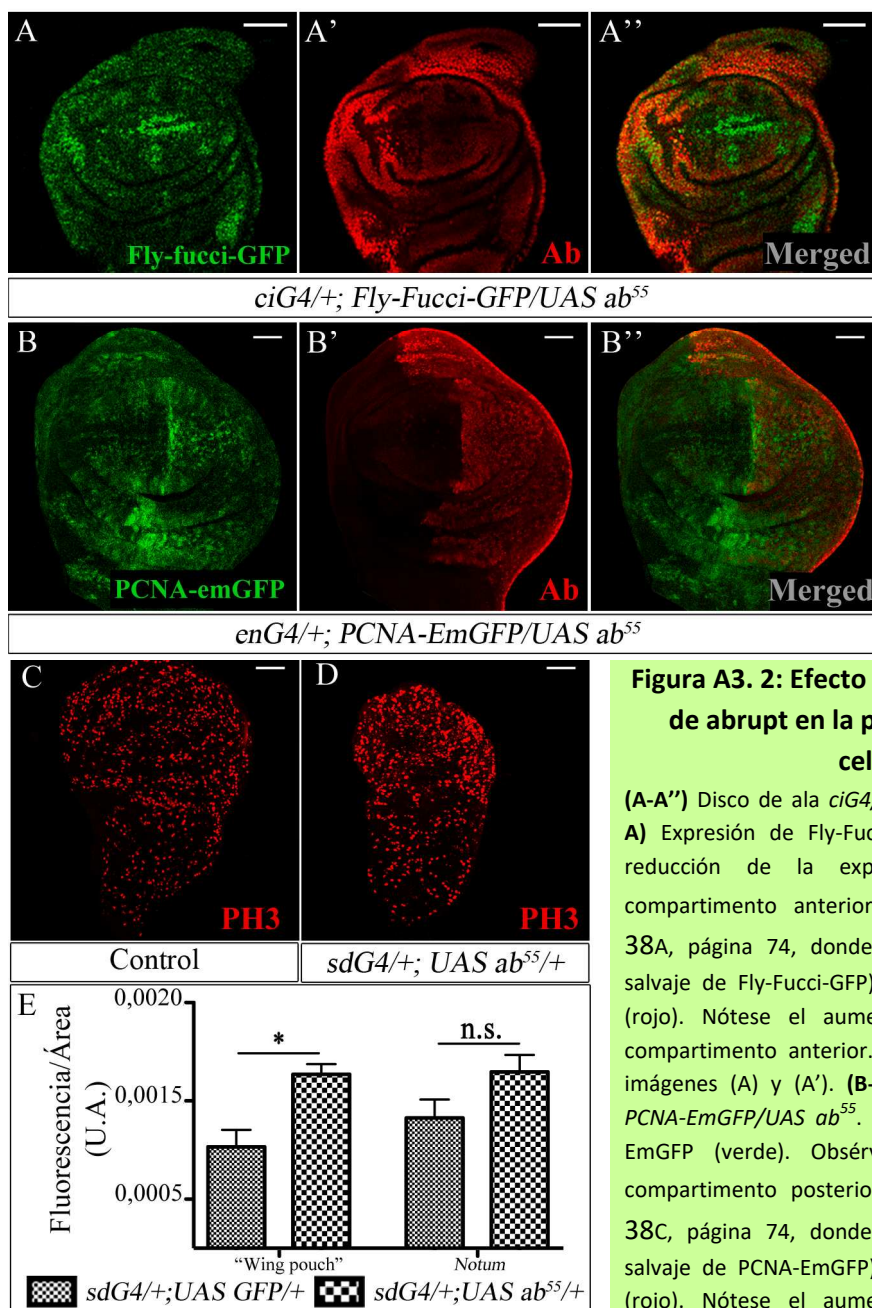 A A' A''
Fly-fucci-GFP Ab Merged
ciG4/+; Fly-Fucci-GFP/UAS ab⁵⁵
B B' B''
PCNA-emGFP Ab Merged
enG4/+; PCNA-EmGFP/UAS ab⁵⁵
C D
PH3 PH3
Control sdG4/+; UAS ab⁵⁵/+
E
Fluorescencia/Área
(U.A.)
0,0020
0,0015
0,0005
* n.s.
“Wing pouch” Notum
sdG4/+;UAS GFP/+ sdG4/+;UAS ab⁵⁵/+
Figura A3. 2: Efecto
de abrupt en la p
cel
(A-A’’) Disco de ala ciG4/
A) Expresión de Fly-Fuc
reducción de la exp
compartimento anterior
38A, página 74, donde
salvaje de Fly-Fucci-GFP)
(rojo). Nótese el aume
compartimento anterior.
imágenes (A) y (A’). (B-
PCNA-EmGFP/UAS ab⁵⁵.
EmGFP (verde). Obsérv
compartimento posterio
38C, página 74, donde
salvaje de PCNA-EmGFP)
(rojo). Nótese el aume